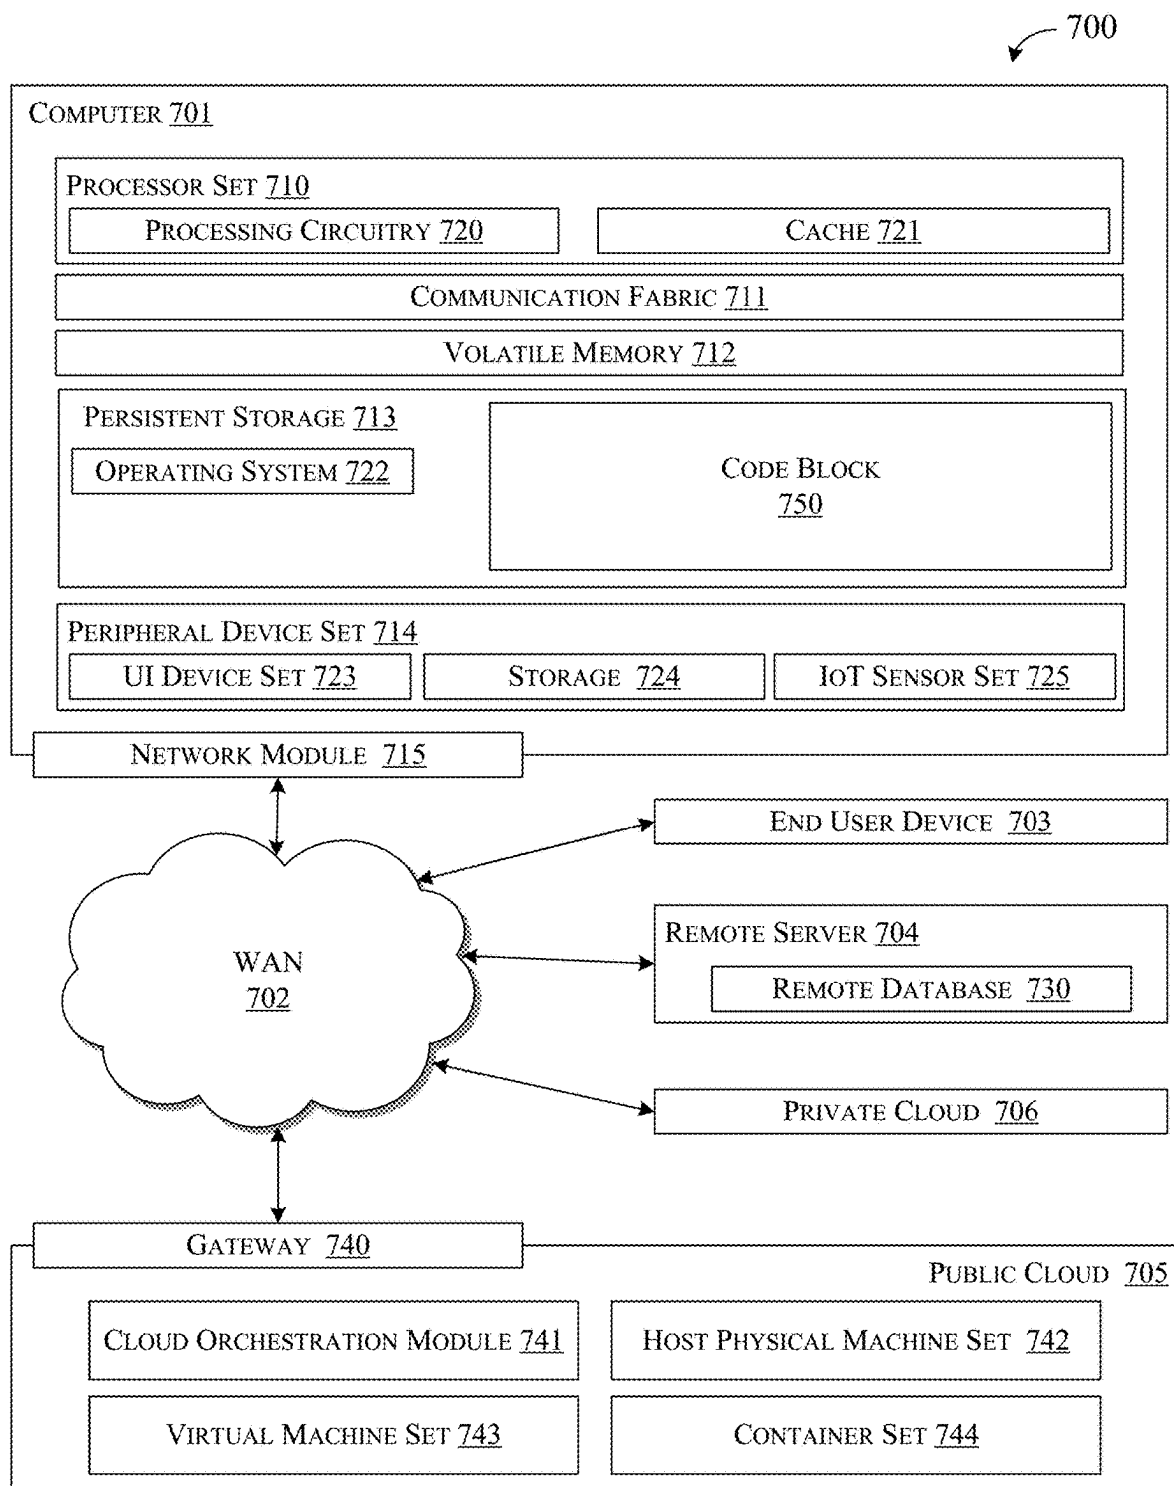 700
COMPUTER 701
PROCESSOR SET 710
PROCESSING CIRCUITRY 720
CACHE 721
COMMUNICATION FABRIC 711
VOLATILE MEMORY 712
PERSISTENT STORAGE 713
OPERATING SYSTEM 722
CODE BLOCK
750
PERIPHERAL DEVICE SET 714
UI DEVICE SET 723
STORAGE 724
IOT SENSOR SET 725
NETWORK MODULE 715
END USER DEVICE 703
REMOTE SERVER 704
REMOTE DATABASE 730
WAN
702
PRIVATE CLOUD 706
GATEWAY 740
PUBLIC CLOUD 705
CLOUD ORCHESTRATION MODULE 741
HOST PHYSICAL MACHINE SET 742
VIRTUAL MACHINE SET 743
CONTAINER SET 744